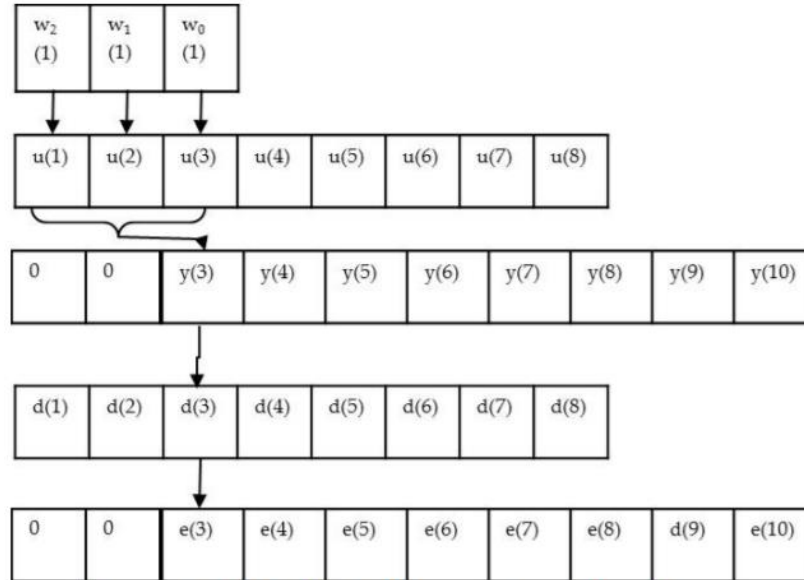 w₂ w₁ w₀
(1) (1) (1)
u(1) u(2) u(3) u(4) u(5) u(6) u(7) u(8)
0 0 y(3) y(4) y(5) y(6) y(7) y(8) y(9) y(10)
d(1) d(2) d(3) d(4) d(5) d(6) d(7) d(8)
0 0 e(3) e(4) e(5) e(6) e(7) e(8) d(9) e(10)